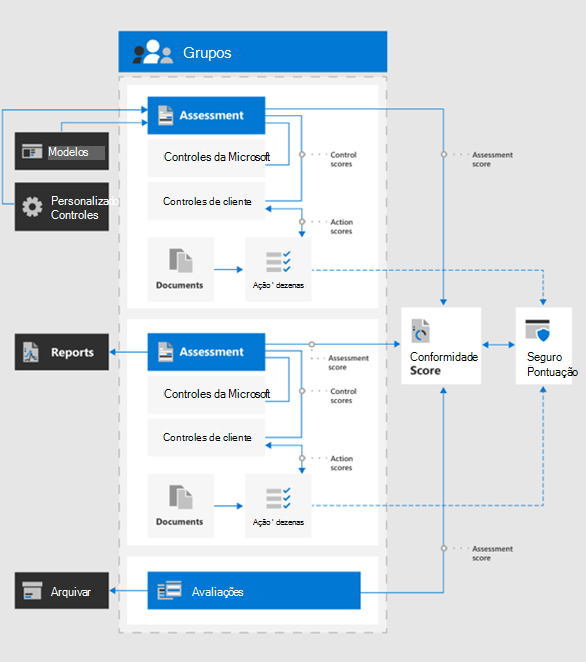 Grupos
Assessment
Controles da Microsoft
Controles de cliente
Control
scores
Action
scores
Documents
Ação ' dezenas
Modelos
Personalizado
Controles
Assessment
score
Reports
Assessment
Controles da Microsoft
Controles de cliente
Assessment
score
Control
scores
Action
scores
Documents
Ação ' dezenas
Conformidade
Score
Seguro
Pontuação
Assessment
score
Arquivar
Avaliações